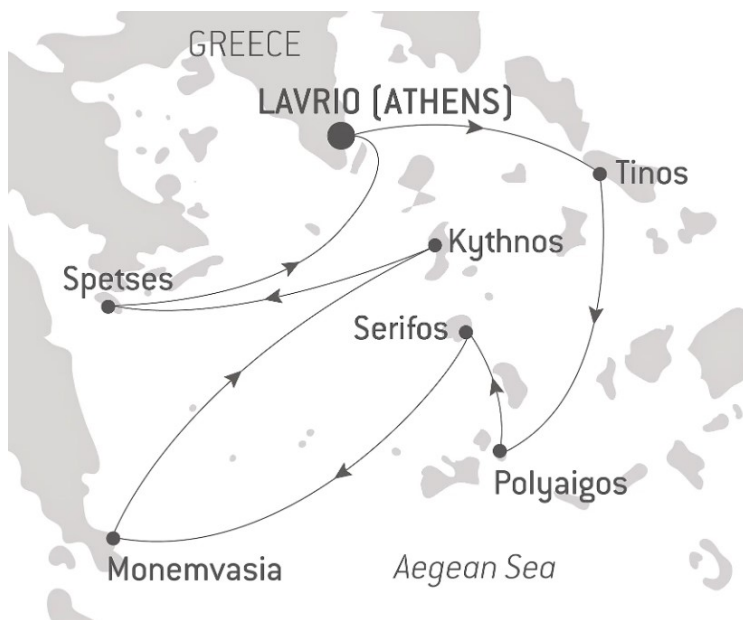 GREECE
LAVRIO (ATHENS)
Tinos
Kythnos
Spetses
Serifos
Polyaigos
Monemvasia
Aegean Sea